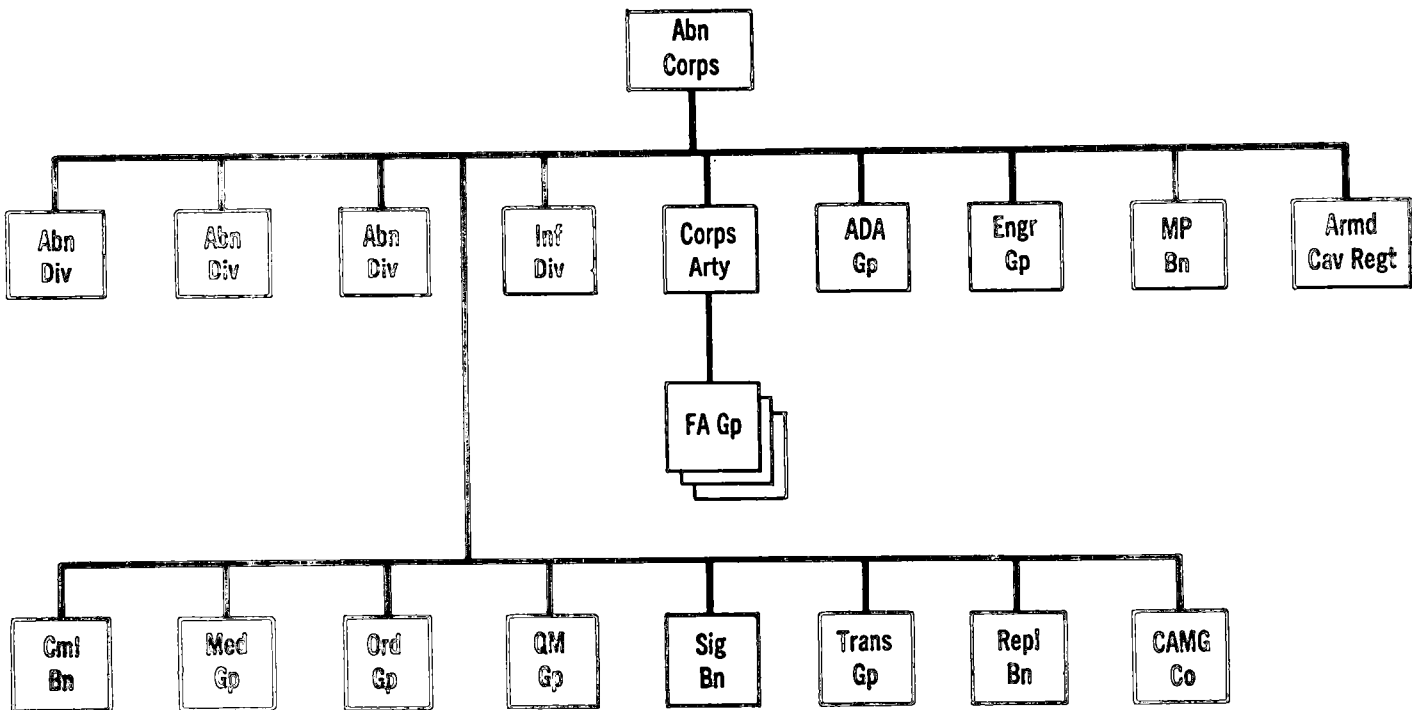 Abn
Corps
Abn
Div
Abn
Div
Abn
Div
Inf
Div
Corps
Arty
ADA
Gp
Engr
Gp
MP
Bn
Armd
Cav Regt
FA Gp
Cml
Bn
Med
Gp
Ord
Gp
QM
Gp
Sig
Bn
Trans
Gp
Repl
Bn
CAMG
Co